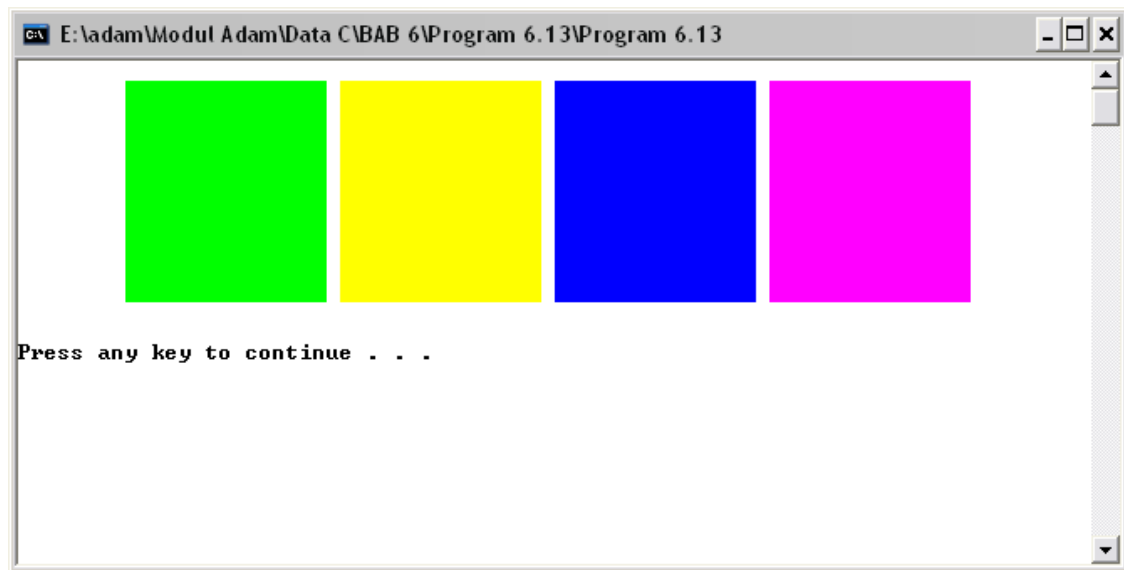 E:\adam\Modul Adam\Data C\BAB 6\Program 6.13\Program 6.13
Press any key to continue . . .